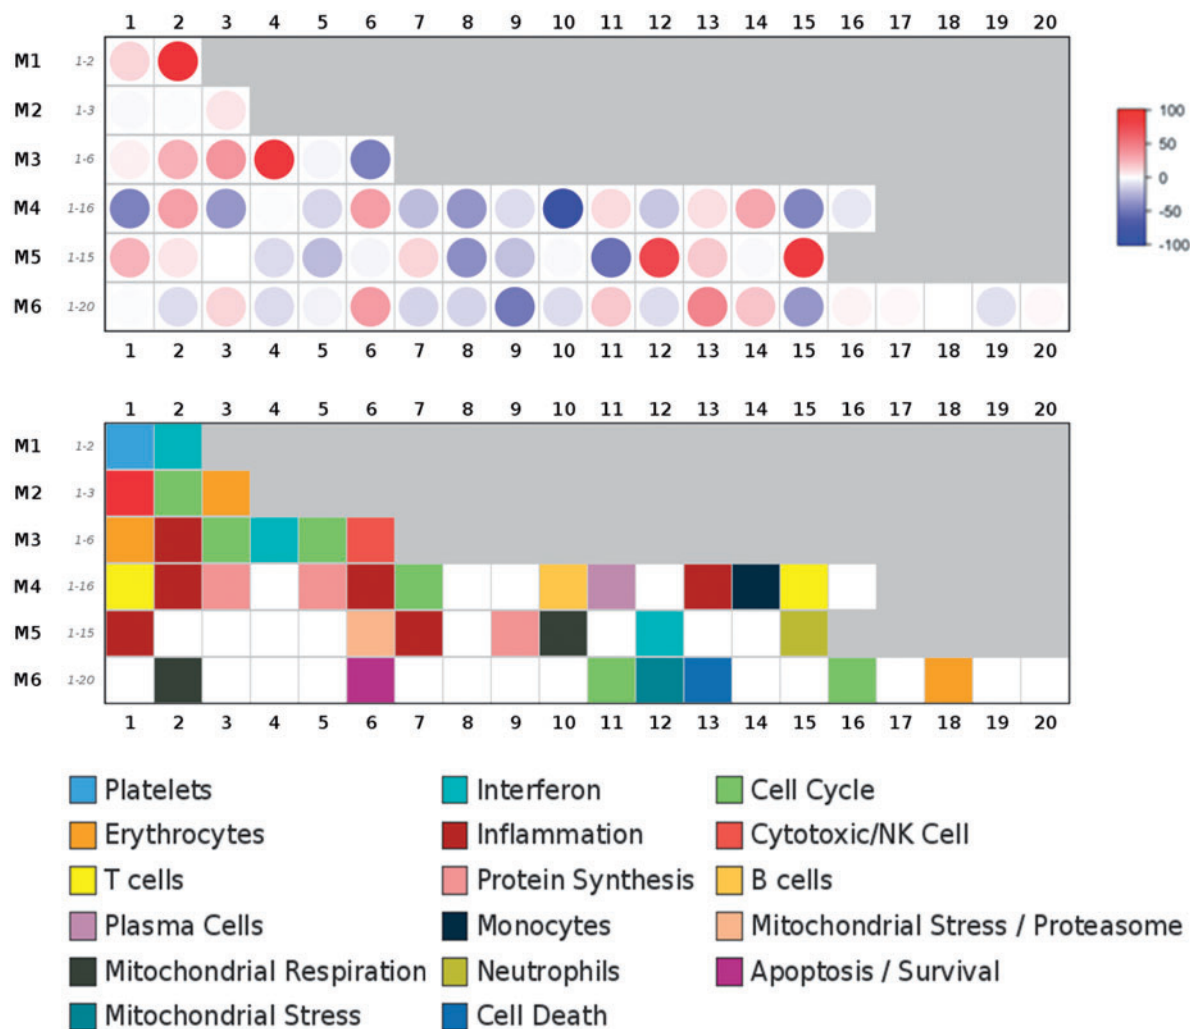 1 2 3 4 5 6 7 8 9 10 11 12 13 14 15 16 17 18 19 20
M1 1-2
M2 1-3
M3 1-6
M4 1-16
M5 1-15
M6 1-20
1 2 3 4 5 6 7 8 9 10 11 12 13 14 15 16 17 18 19 20
100
50
0
-50
-100
1 2 3 4 5 6 7 8 9 10 11 12 13 14 15 16 17 18 19 20
M1 1-2
M2 1-3
M3 1-6
M4 1-16
M5 1-15
M6 1-20
1 2 3 4 5 6 7 8 9 10 11 12 13 14 15 16 17 18 19 20
Platelets Interferon Cell Cycle
Erythrocytes Inflammation Cytotoxic/NK Cell
T cells Protein Synthesis B cells
Plasma Cells Monocytes Mitochondrial Stress / Proteasome
Mitochondrial Respiration Neutrophils Apoptosis / Survival
Mitochondrial Stress Cell Death